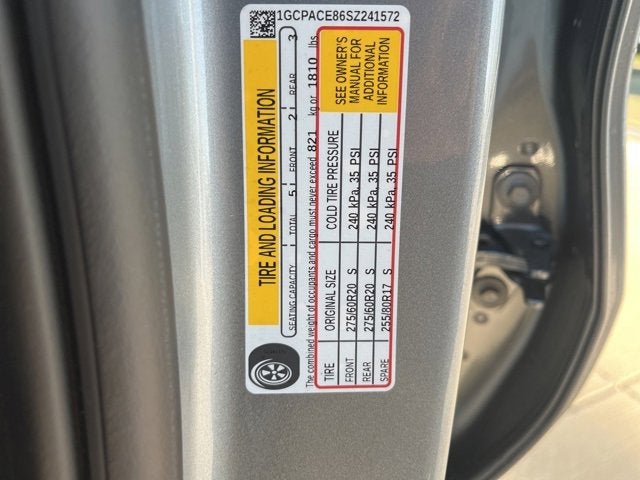 1GCPACE86SZ241572
TIRE AND LOADING INFORMATION
SEATING CAPACITY TOTAL 5 FRONT 2 REAR 3
The combined weight of occupants and cargo must never exceed 821 kg or 1810 lbs
TIRE ORIGINAL SIZE COLD TIRE PRESSURE
FRONT 275/60R20 S 240 kPa, 35 PSI
REAR 275/60R20 S 240 kPa, 35 PSI
SPARE 255/80R17 S 240 kPa, 35 PSI
SEE OWNER'S
MANUAL FOR
ADDITIONAL
INFORMATION